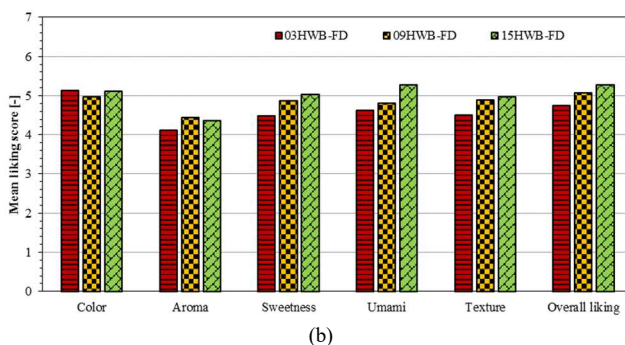 7
03HWB-FD 09HWB-FD 15HWB-FD
6
5
4
3
2
1
0
Mean liking score [-]
Color Aroma Sweetness Umami Texture Overall liking
(b)